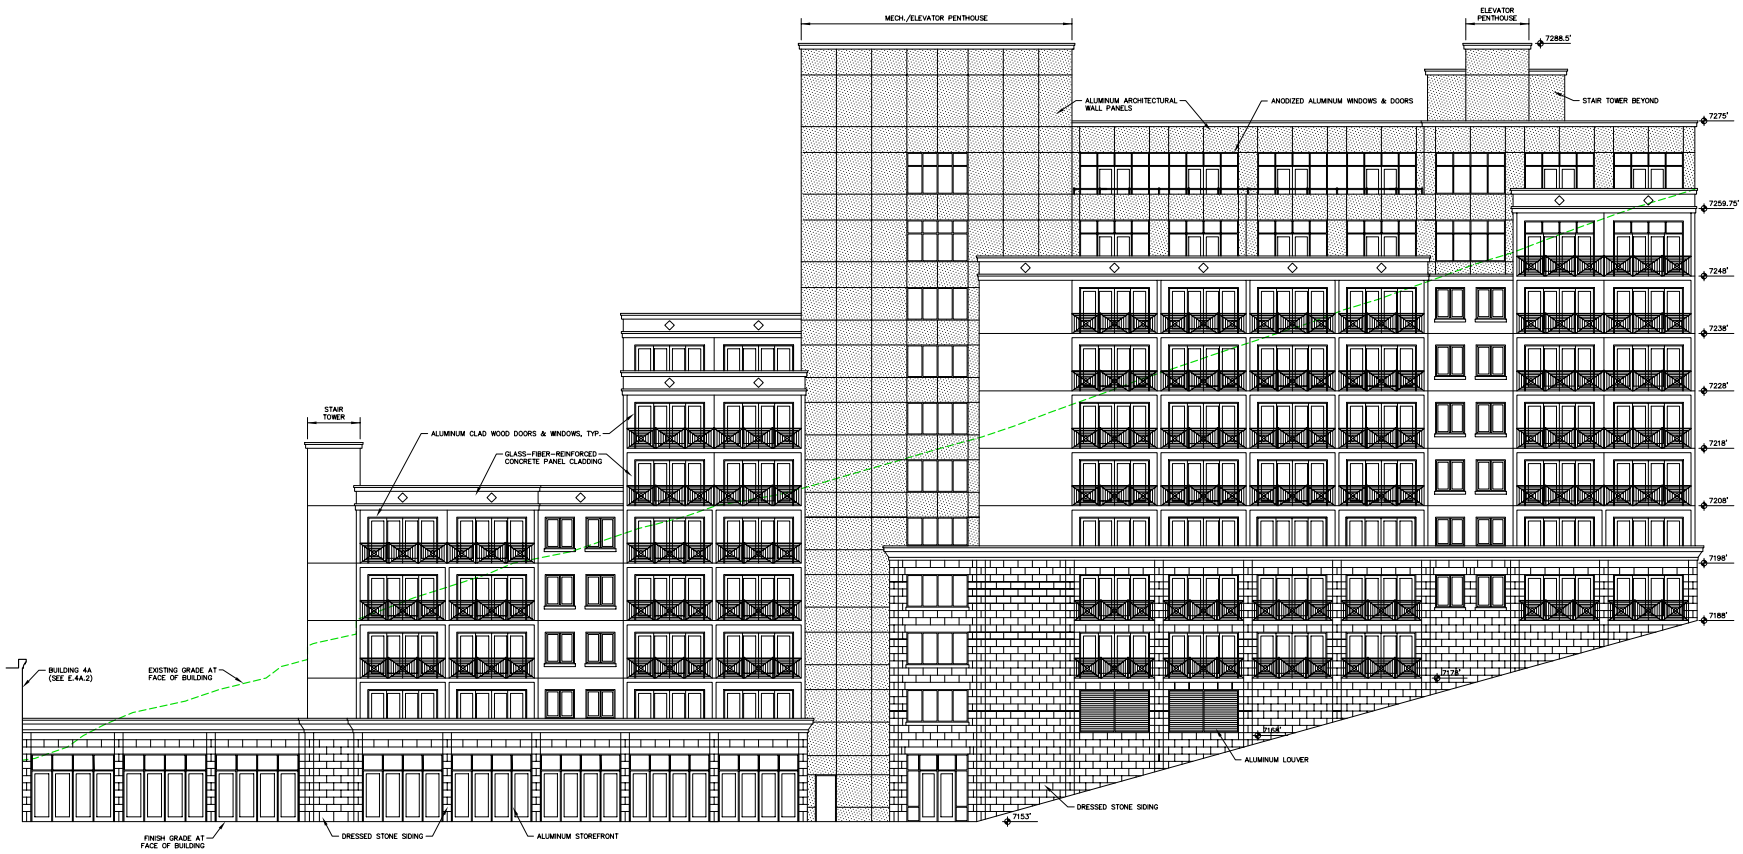 MECH./ELEVATOR PENTHOUSE
ELEVATOR
PENTHOUSE
7288.5'
ALUMINUM ARCHITECTURAL
WALL PANELS
ANODIZED ALUMINUM WINDOWS & DOORS
STAIR TOWER BEYOND
7275'
7259.75'
7248'
7238'
7228'
7218'
7208'
7198'
7188'
7178'
7168'
7153'
STAIR
TOWER
ALUMINUM CLAD WOOD DOORS & WINDOWS, TYP.
GLASS-FIBER-REINFORCED
CONCRETE PANEL CLADDING
BUILDING 4A
(SEE E.4A.2)
EXISTING GRADE AT
FACE OF BUILDING
ALUMINUM LOUVER
DRESSED STONE SIDING
FINISH GRADE AT
FACE OF BUILDING
DRESSED STONE SIDING
ALUMINUM STOREFRONT